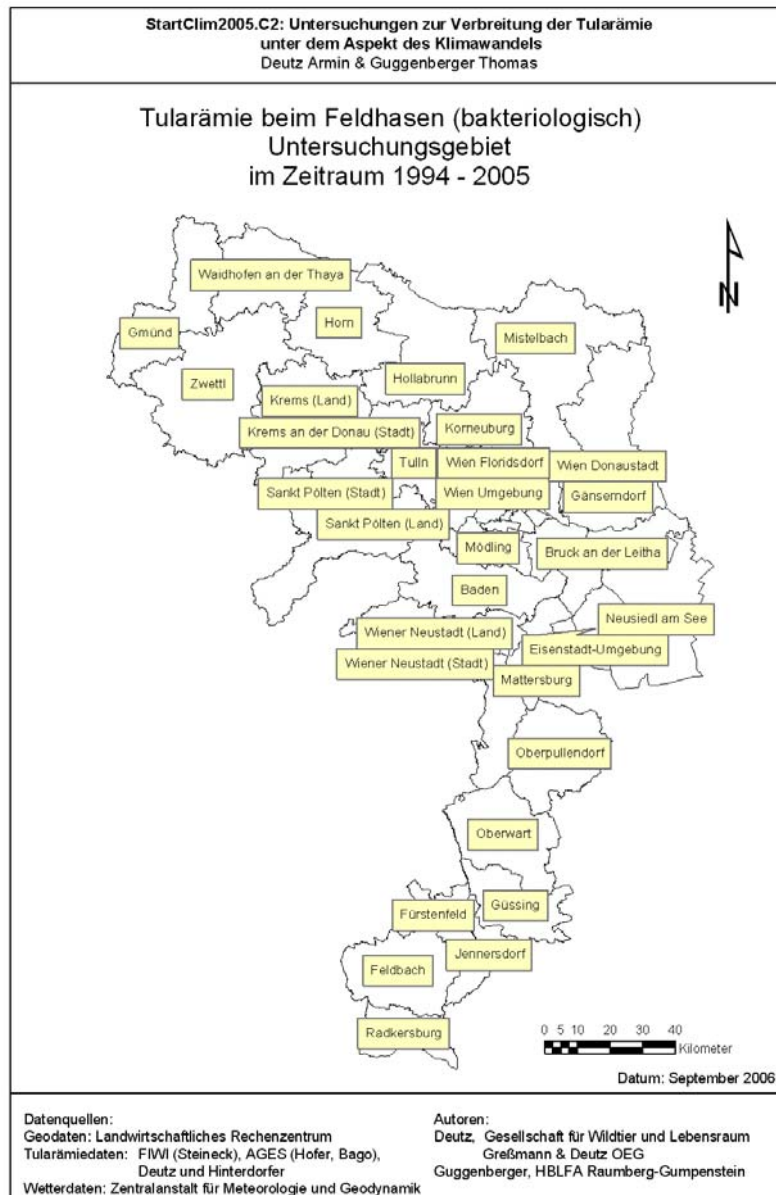 StartClim2005.C2: Untersuchungen zur Verbreitung der Tularämie
unter dem Aspekt des Klimawandels
Deutz Armin & Guggenberger Thomas
Tularämie beim Feldhasen (bakteriologisch)
Untersuchungsgebiet
im Zeitraum 1994 - 2005
N
Waidhofen an der Thaya
Gmünd
Horn
Mistelbach
Zwettl
Hollabrunn
Krems (Land)
Krems an der Donau (Stadt)
Korneuburg
Tulln
Wien Floridsdorf
Wien Donaustadt
Sankt Pölten (Stadt)
Wien Umgebung
Gänserndorf
Sankt Pölten (Land)
Mödling
Bruck an der Leitha
Baden
Neusiedl am See
Wiener Neustadt (Land)
Eisenstadt-Umgebung
Wiener Neustadt (Stadt)
Mattersburg
Oberpullendorf
Oberwart
Güssing
Fürstenfeld
Jennersdorf
Feldbach
Radkersburg
0 5 10 20 30 40
Kilometer
Datum: September 2006
Datenquellen:
Geodaten: Landwirtschaftliches Rechenzentrum
Tularämiedaten: FIWI (Steineck), AGES (Hofer, Bago),
Deutz und Hinterdorfer
Wetterdaten: Zentralanstalt für Meteorologie und Geodynamik
Autoren:
Deutz, Gesellschaft für Wildtier und Lebensraum
Greßmann & Deutz OEG
Guggenberger, HBLFA Raumberg-Gumpenstein